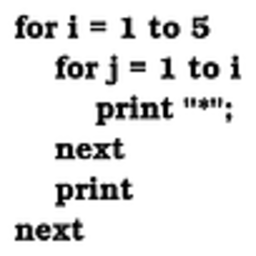 for i = 1 to 5
for j = 1 to i
print "*";
next
print
next